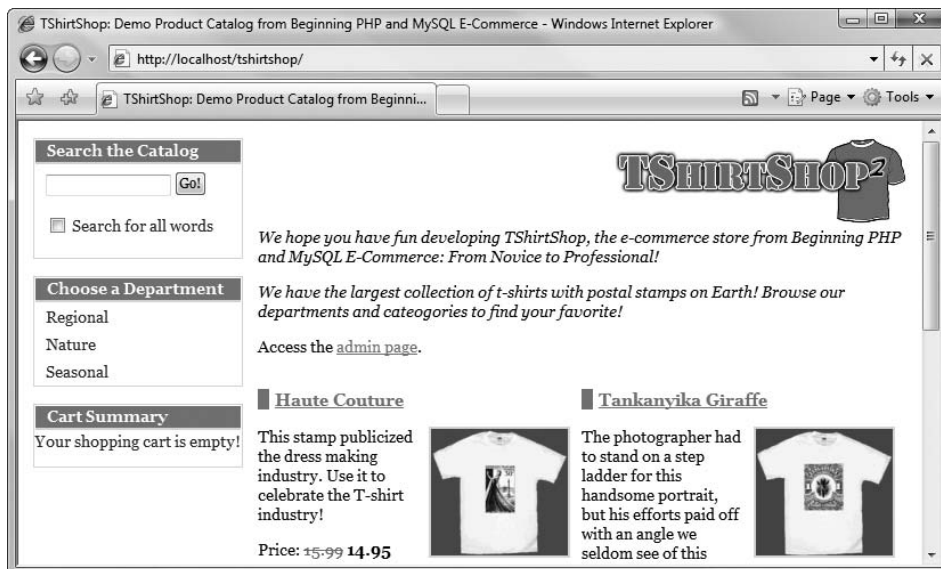 TShirtShop: Demo Product Catalog from Beginning PHP and MySQL E-Commerce - Windows Internet Explorer
http://localhost/tshirtshop/
TShirtShop: Demo Product Catalog from Beginni...
Page
Tools
Search the Catalog
Go!
Search for all words
Choose a Department
Regional
Nature
Seasonal
Cart Summary
Your shopping cart is empty!
TShirtShop2
We hope you have fun developing TShirtShop, the e-commerce store from Beginning PHP
and MySQL E-Commerce: From Novice to Professional!
We have the largest collection of t-shirts with postal stamps on Earth! Browse our
departments and cateogories to find your favorite!
Access the admin page.
Haute Couture
This stamp publicized
the dress making
industry. Use it to
celebrate the T-shirt
industry!
Price: 15.99 14.95
Tankanyika Giraffe
The photographer had
to stand on a step
ladder for this
handsome portrait,
but his efforts paid off
with an angle we
seldom see of this